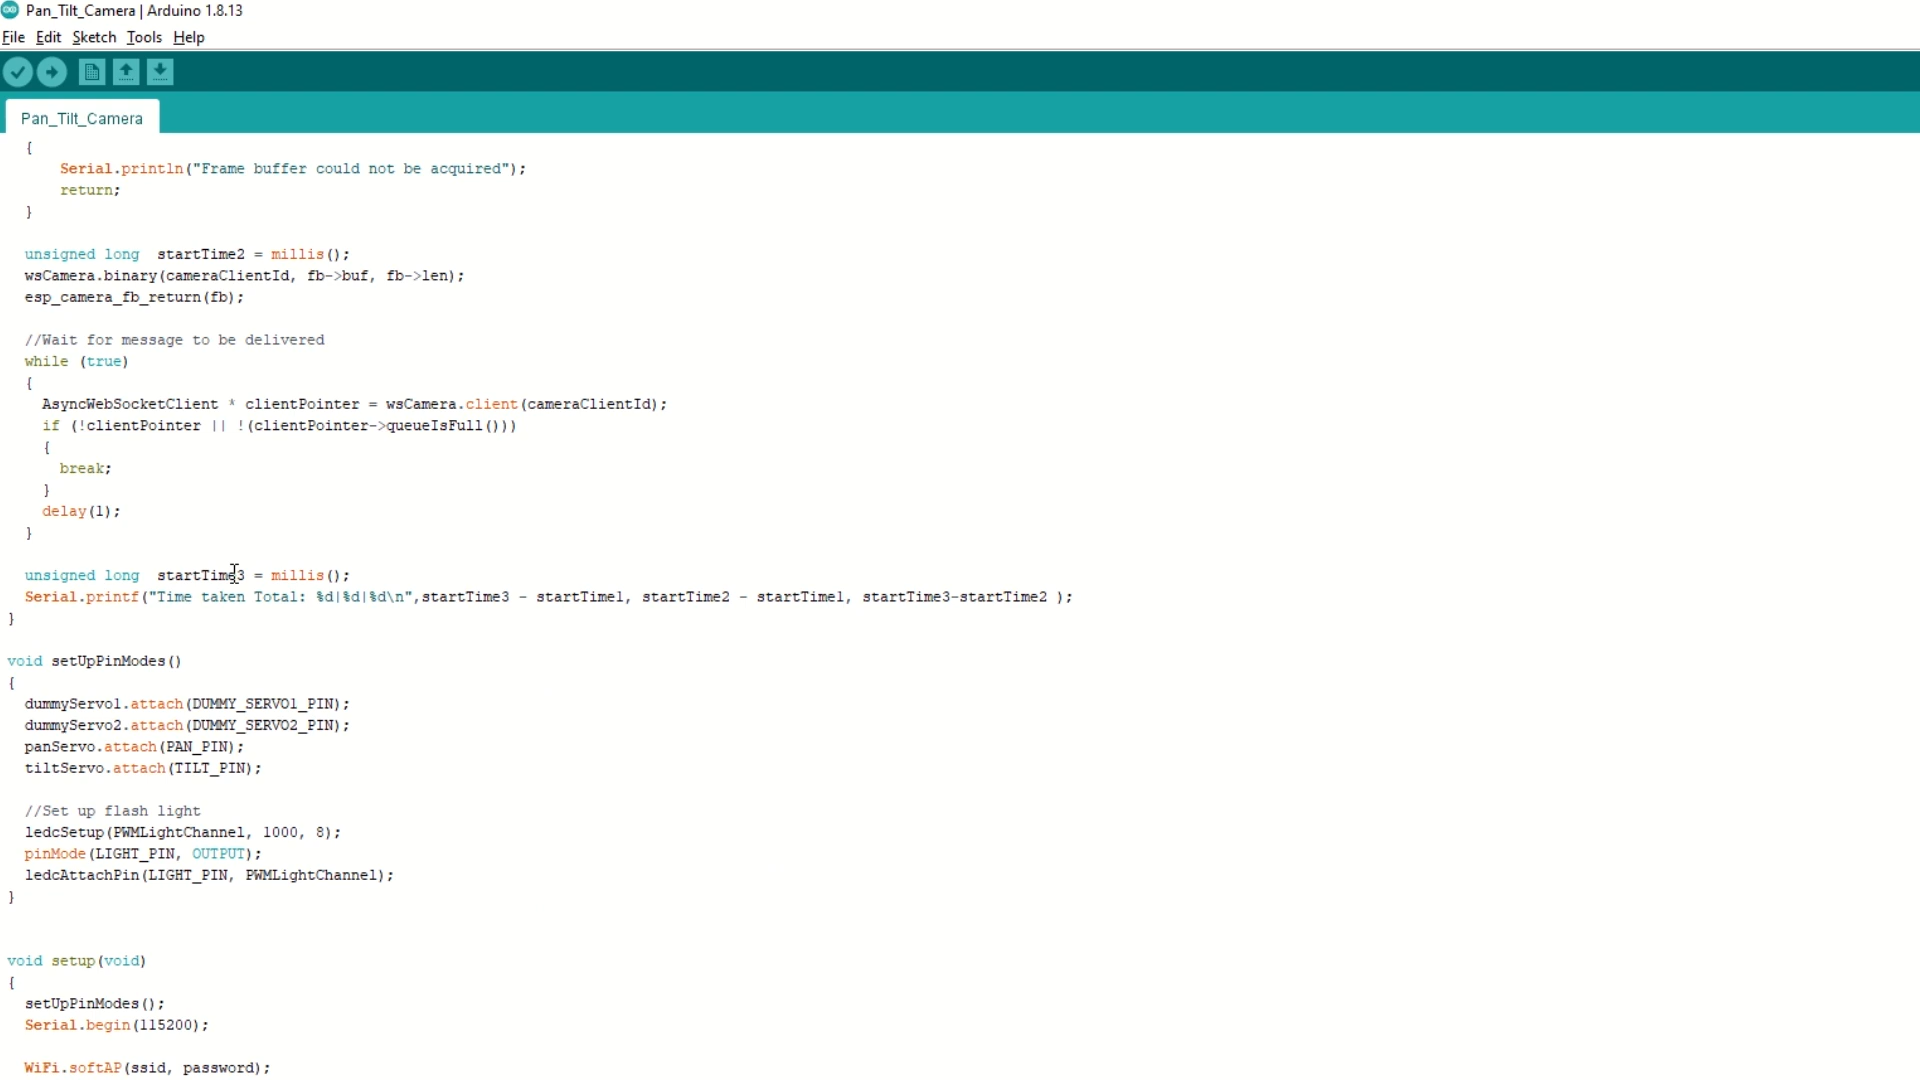 Pan_Tilt_Camera | Arduino 1.8.13
File Edit Sketch Tools Help
Pan_Tilt_Camera
{
Serial.println("Frame buffer could not be acquired");
return;
}
unsigned long  startTime2 = millis();
wsCamera.binary(cameraClientId, fb->buf, fb->len);
esp_camera_fb_return(fb);
//Wait for message to be delivered
while (true)
{
AsyncWebSocketClient * clientPointer = wsCamera.client(cameraClientId);
if (!clientPointer || !(clientPointer->queueIsFull()))
{
break;
}
delay(1);
}
unsigned long  startTime3 = millis();
Serial.printf("Time taken Total: %d|%d|%d\n",startTime3 - startTime1, startTime2 - startTime1, startTime3-startTime2 );
}
void setUpPinModes()
{
dummyServo1.attach(DUMMY_SERVO1_PIN);
dummyServo2.attach(DUMMY_SERVO2_PIN);
panServo.attach(PAN_PIN);
tiltServo.attach(TILT_PIN);
//Set up flash light
ledcSetup(PWMLightChannel, 1000, 8);
pinMode(LIGHT_PIN, OUTPUT);
ledcAttachPin(LIGHT_PIN, PWMLightChannel);
}
void setup(void)
{
setUpPinModes();
Serial.begin(115200);
WiFi.softAP(ssid, password);